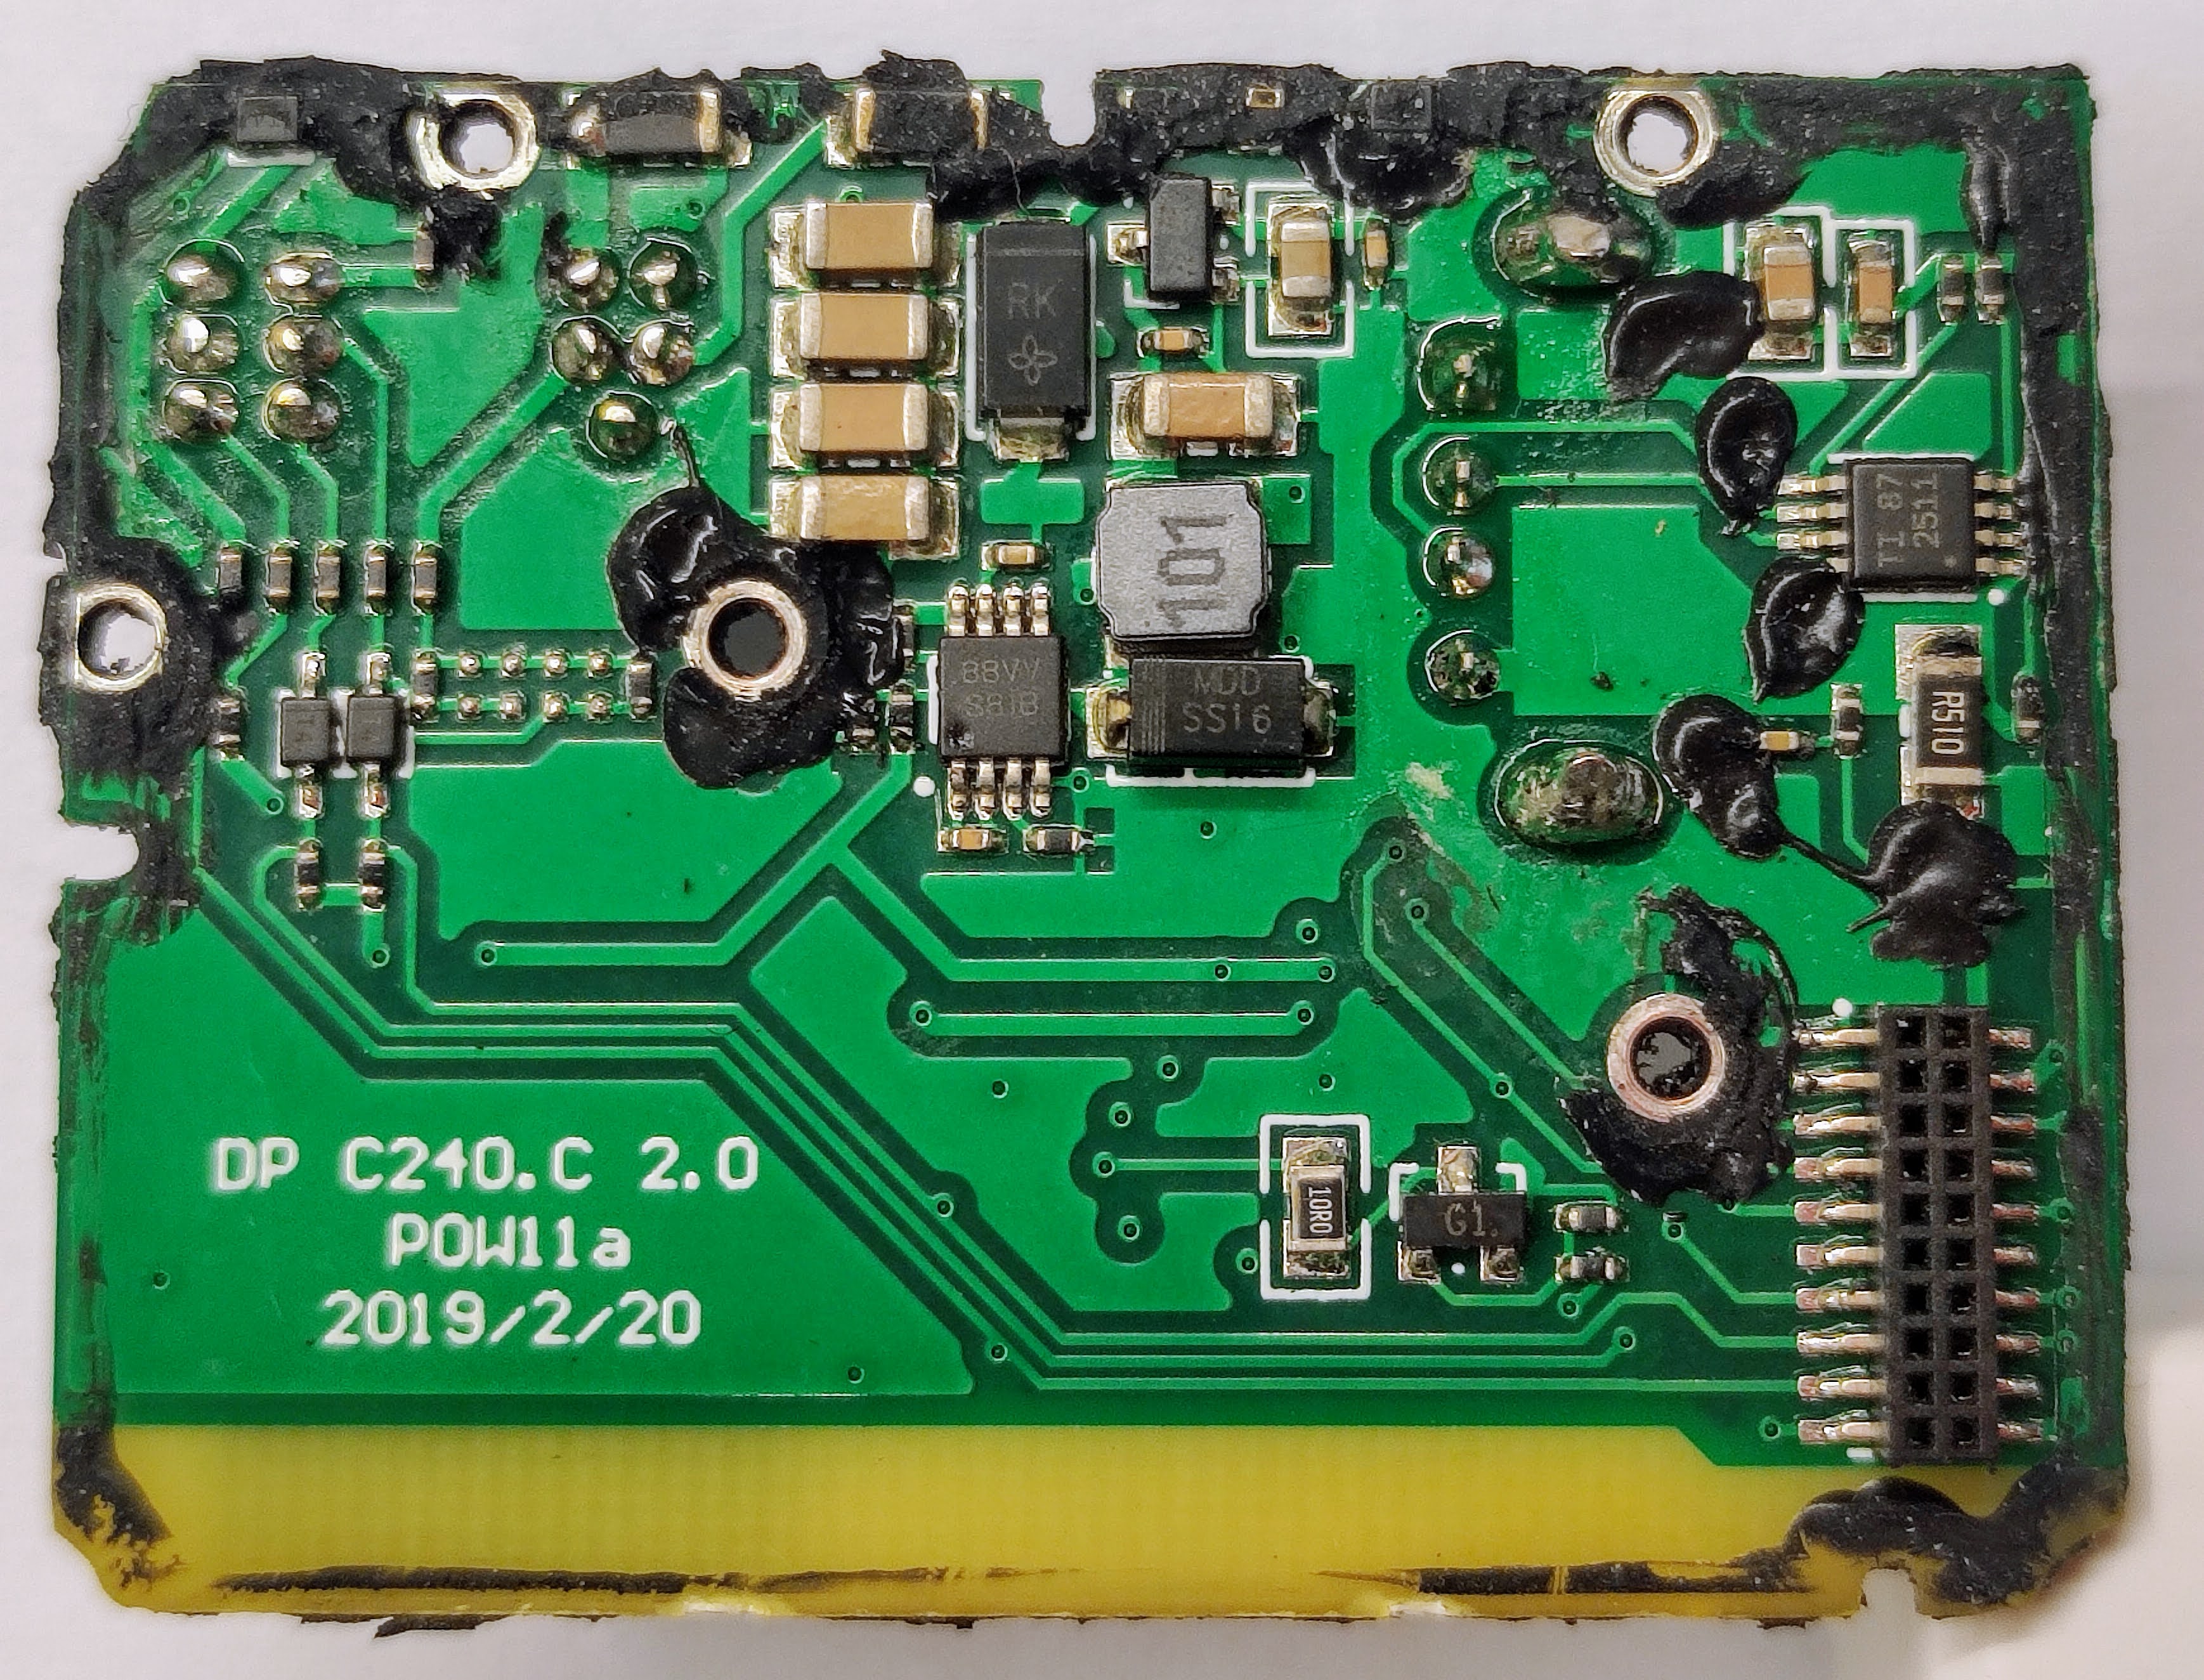 RK
101
TI 87
2511
88VV
S81B
MDD
SS16
R510
DP C240.C 2.0
POW11a
2019/2/20
10R0
G1.